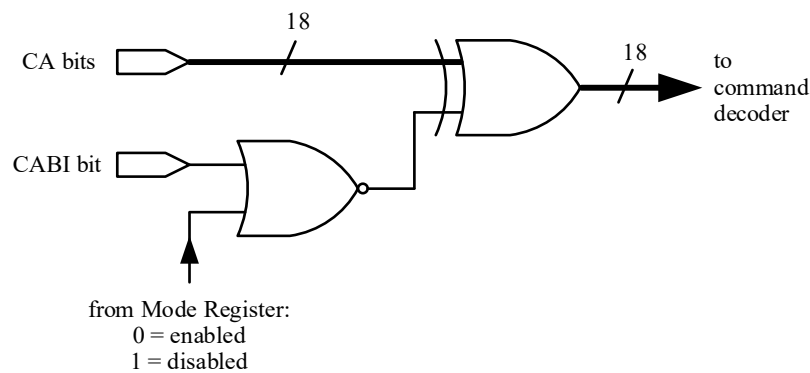 18
CA bits
18
to
command
decoder
CABI bit
from Mode Register:
0 = enabled
1 = disabled